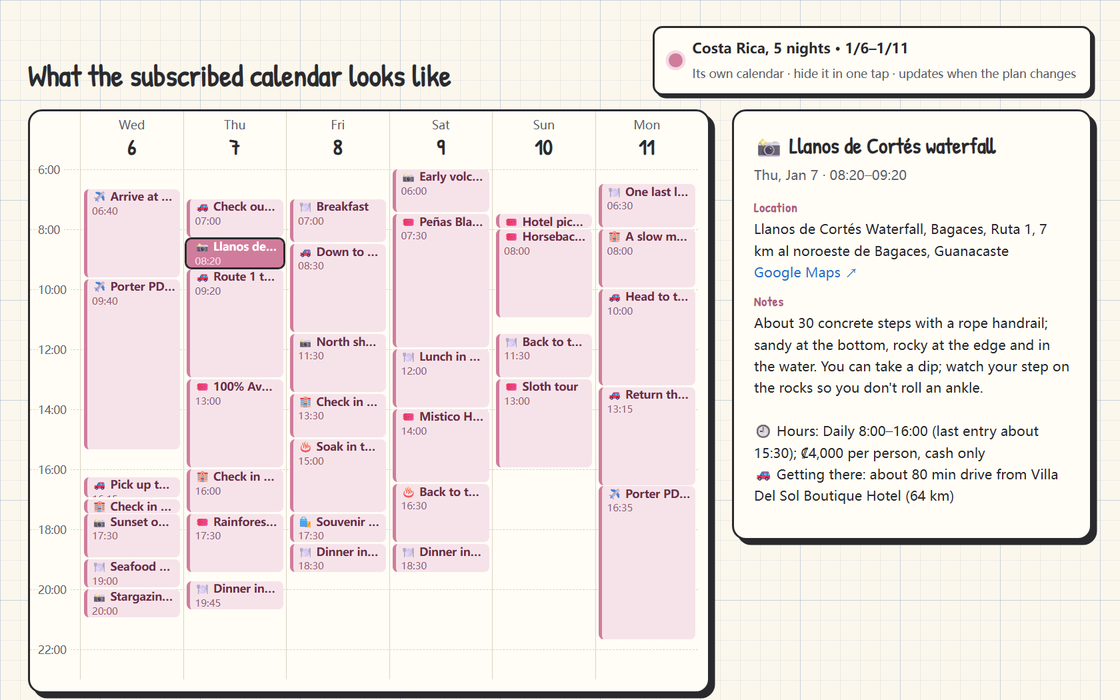 What the subscribed calendar looks like
Costa Rica, 5 nights • 1/6–1/11
Its own calendar · hide it in one tap · updates when the plan changes
Wed
6
Thu
7
Fri
8
Sat
9
Sun
10
Mon
11
6:00
8:00
10:00
12:00
14:00
16:00
18:00
20:00
22:00
Arrive at ...
06:40
Porter PD...
09:40
Pick up t...
Check in ...
Sunset o...
17:30
Seafood ...
19:00
Stargazin...
20:00
Check ou...
07:00
Llanos de...
08:20
Route 1 t...
09:20
100% Av...
13:00
Check in ...
16:00
Rainfores...
17:30
Dinner in...
19:45
Breakfast
07:00
Down to ...
08:30
North sh...
11:30
Check in ...
13:30
Soak in t...
15:00
Souvenir ...
17:30
Dinner in...
18:30
Early volc...
06:00
Peñas Bla...
07:30
Lunch in ...
12:00
Mistico H...
14:00
Back to t...
16:30
Dinner in...
18:30
Hotel pic...
Horsebac...
08:00
Back to t...
11:30
Sloth tour
13:00
One last l...
06:30
A slow m...
08:00
Head to t...
10:00
Return th...
13:15
Porter PD...
16:35
Llanos de Cortés waterfall
Thu, Jan 7 · 08:20–09:20
Location
Llanos de Cortés Waterfall, Bagaces, Ruta 1, 7
km al noroeste de Bagaces, Guanacaste
Google Maps ↗
Notes
About 30 concrete steps with a rope handrail;
sandy at the bottom, rocky at the edge and in
the water. You can take a dip; watch your step on
the rocks so you don't roll an ankle.
Hours: Daily 8:00–16:00 (last entry about
15:30); ₡4,000 per person, cash only
Getting there: about 80 min drive from Villa
Del Sol Boutique Hotel (64 km)